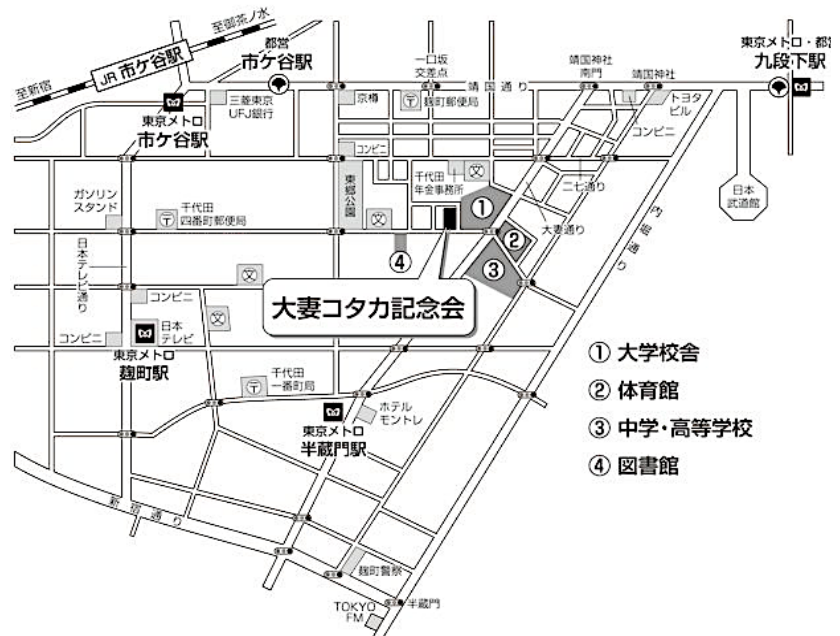 至御茶ノ水
JR 市ケ谷駅
至新宿
都営
市ケ谷駅
一口坂
交差点
靖国神社
南門
靖国神社
東京メトロ・都営
九段下駅
靖国通り
東京メトロ
市ケ谷駅
三菱東京
UFJ銀行
京樽
麹町郵便局
トヨタ
ビル
コンビニ
コンビニ
千代田
年金事務所
文
二七通り
日本
武道館
ガソリン
スタンド
千代田
四番町郵便局
東郷公園
文
①
大妻通り
②
内堀通り
④
③
日本テレビ通り
文
コンビニ
大妻コタカ記念会
文
コンビニ
日本
テレビ
東京メトロ
麹町駅
千代田
一番町局
ホテル
モントレ
東京メトロ
半蔵門駅
① 大学校舎
② 体育館
③ 中学・高等学校
④ 図書館
新宿通り
麹町警察
TOKYO
FM
半蔵門